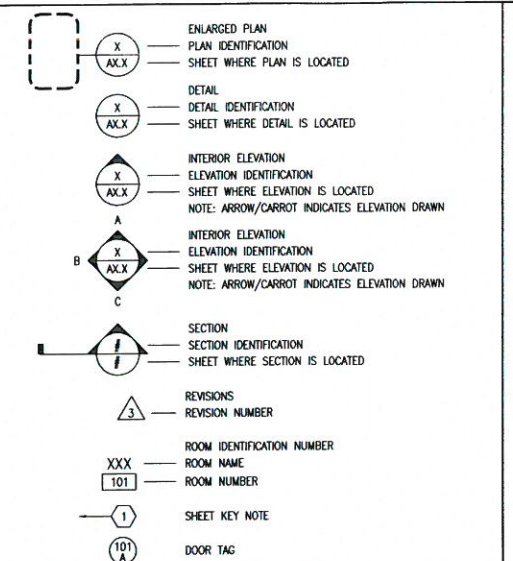 ENLARGED PLAN
X PLAN IDENTIFICATION
AX.X SHEET WHERE PLAN IS LOCATED
DETAIL
X DETAIL IDENTIFICATION
AX.X SHEET WHERE DETAIL IS LOCATED
INTERIOR ELEVATION
X ELEVATION IDENTIFICATION
AX.X SHEET WHERE ELEVATION IS LOCATED
NOTE: ARROW/CARROT INDICATES ELEVATION DRAWN
A
INTERIOR ELEVATION
X ELEVATION IDENTIFICATION
B AX.X SHEET WHERE ELEVATION IS LOCATED
NOTE: ARROW/CARROT INDICATES ELEVATION DRAWN
C
SECTION
# SECTION IDENTIFICATION
# SHEET WHERE SECTION IS LOCATED
REVISIONS
3 REVISION NUMBER
ROOM IDENTIFICATION NUMBER
XXX ROOM NAME
101 ROOM NUMBER
1 SHEET KEY NOTE
101
A DOOR TAG